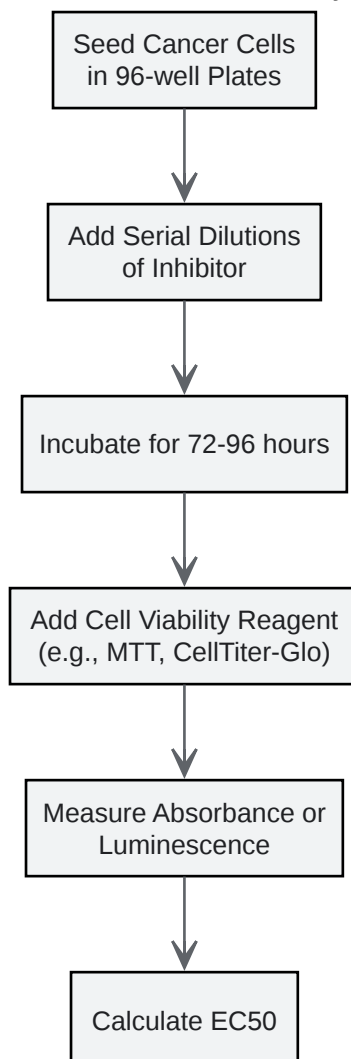 Seed Cancer Cells
in 96-well Plates
Add Serial Dilutions
of Inhibitor
Incubate for 72-96 hours
Add Cell Viability Reagent
(e.g., MTT, CellTiter-Glo)
Measure Absorbance or
Luminescence
Calculate EC50